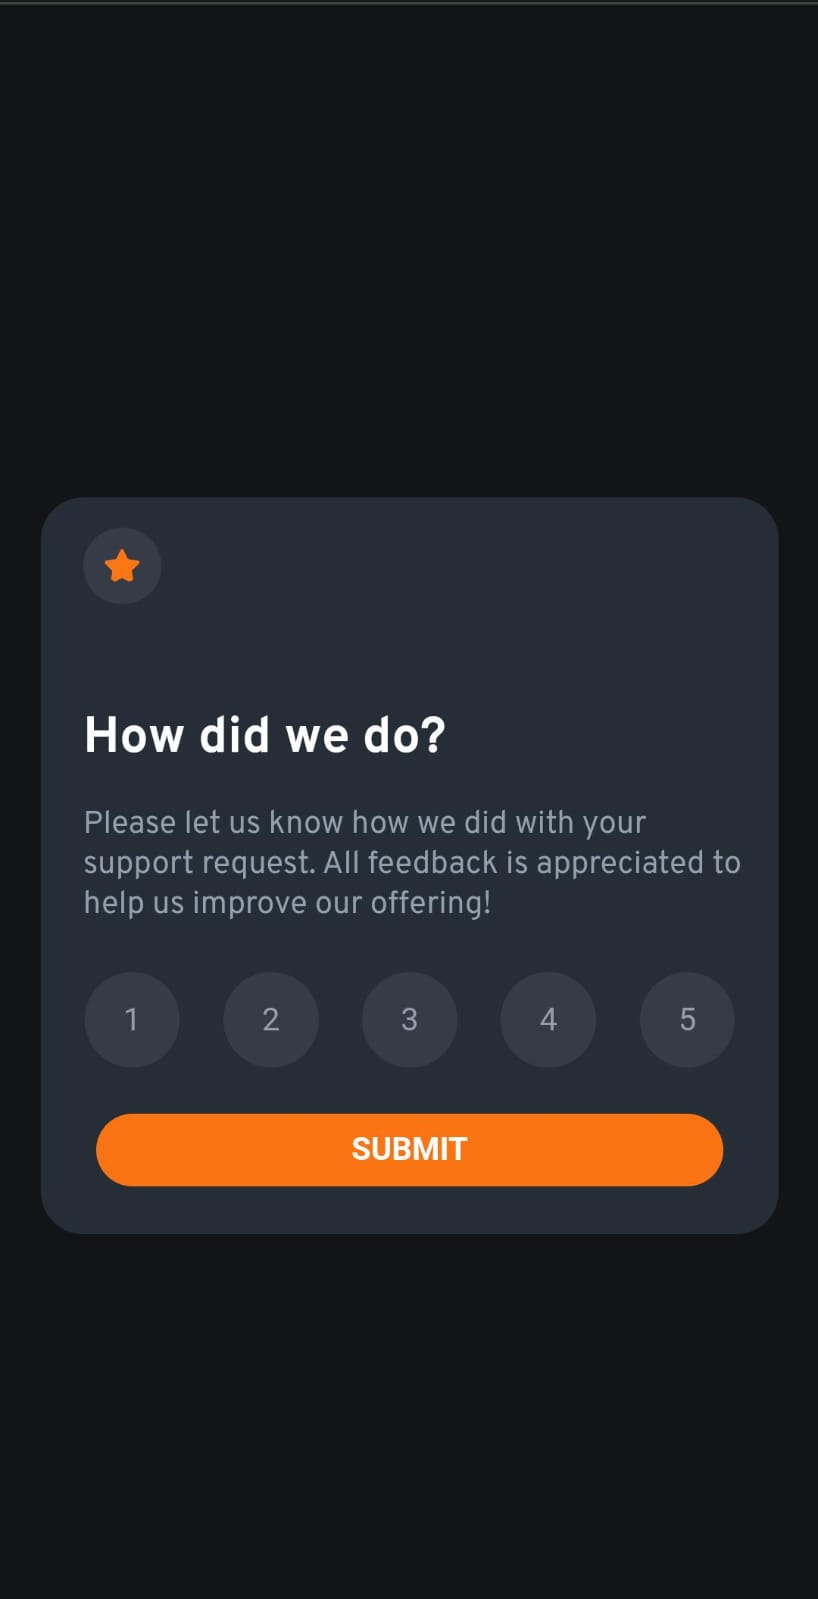 How did we do?
Please let us know how we did with your
support request. All feedback is appreciated to
help us improve our offering!
1 2 3 4 5
SUBMIT